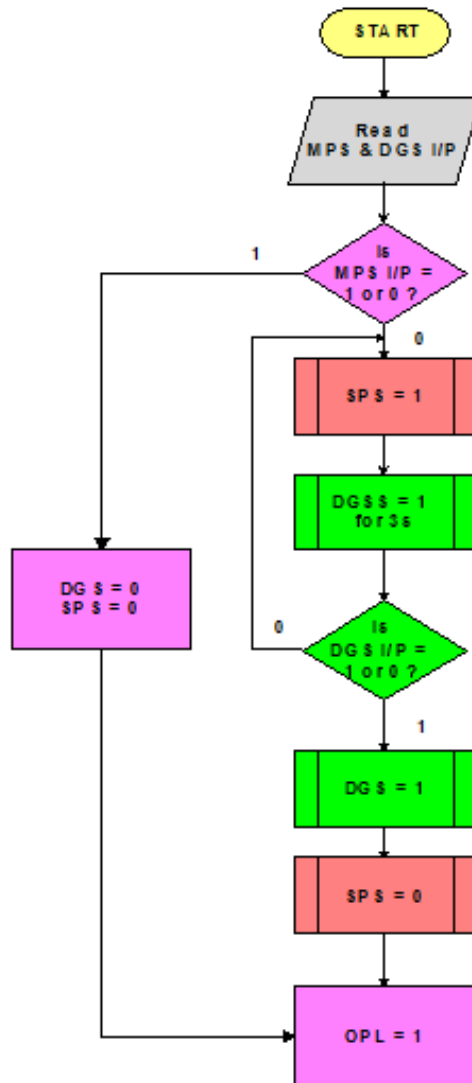 START
Read
MPS & DGS I/P
Is
MPS I/P =
1 or 0 ?
1
0
SPS = 1
DGSS = 1
for 3s
DGS = 0
SPS = 0
Is
DGS I/P =
1 or 0 ?
0
1
DGS = 1
SPS = 0
OPL = 1